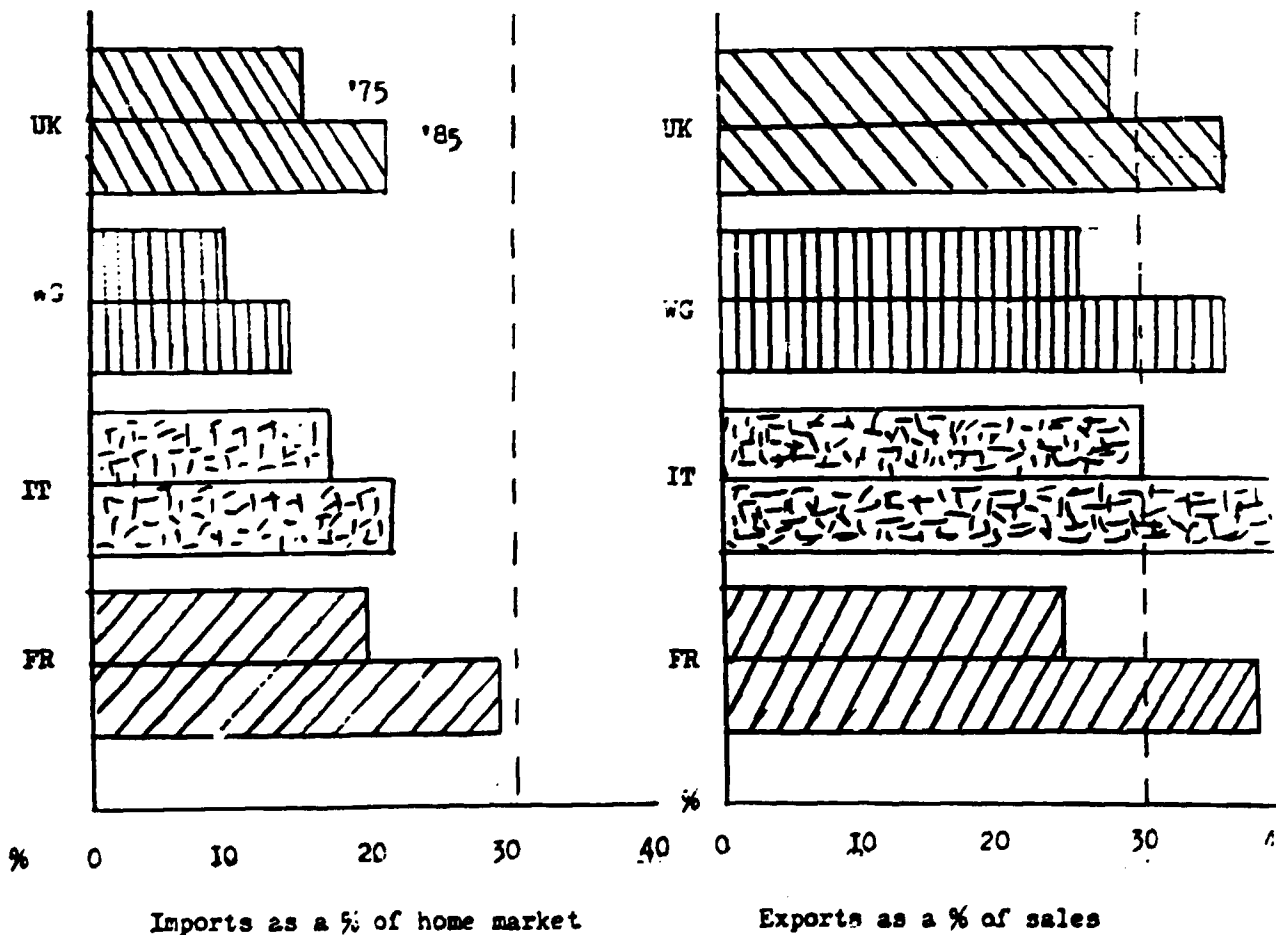 '75
UK
'85
WG
IT
FR
% 0 10 20 30 40
Imports as a % of home market
UK
WG
IT
FR
%
0 10 20 30
Exports as a % of sales